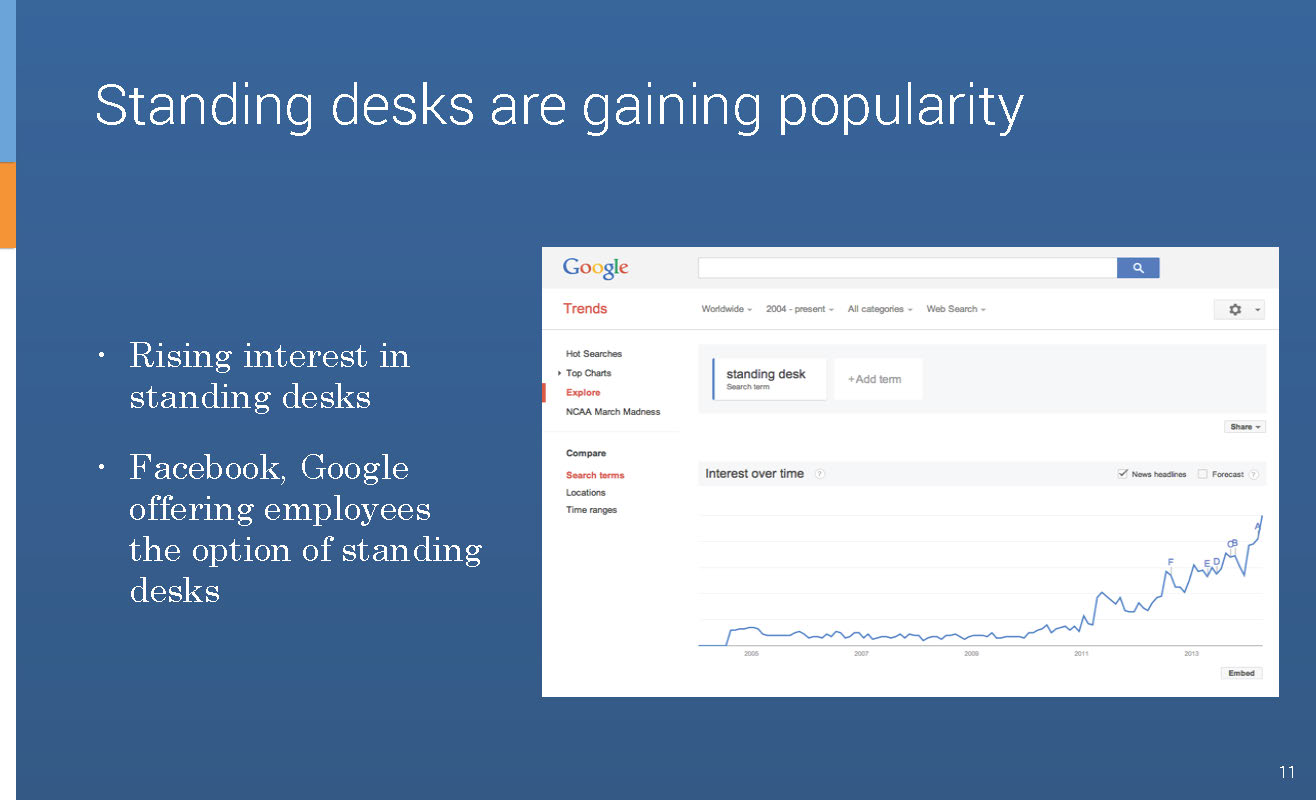 Standing desks are gaining popularity
• Rising interest in
standing desks
• Facebook, Google
offering employees
the option of standing
desks
Google
Trends
Worldwide
2004 - present
All categories
Web Search
Hot Searches
Top Charts
Explore
NCAA March Madness
Compare
Search terms
Locations
Time ranges
standing desk
Search term
+Add term
Share
Interest over time ?
News headlines
Forecast ?
A
C B
F
E D
2005 2007 2009 2011 2013
Embed
11